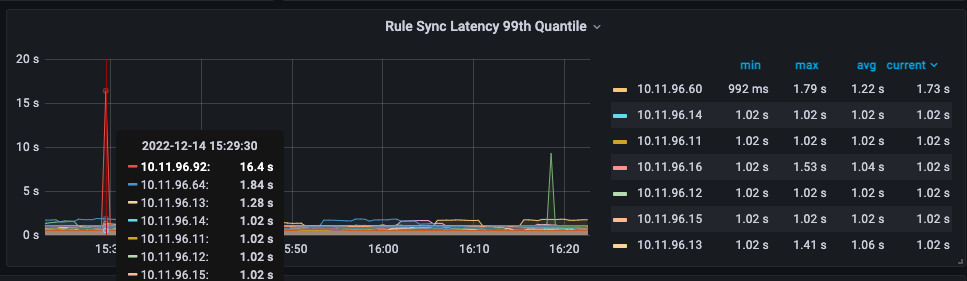 Rule Sync Latency 99th Quantile
20 s
15 s
10 s
5 s
0 s
15:3
5:50
16:00
16:10
16:20
2022-12-14 15:29:30
10.11.96.92: 16.4 s
10.11.96.64: 1.84 s
10.11.96.13: 1.28 s
10.11.96.14: 1.02 s
10.11.96.11: 1.02 s
10.11.96.12: 1.02 s
10.11.96.15: 1.02 s
min max avg current
10.11.96.60 992 ms 1.79 s 1.22 s 1.73 s
10.11.96.14 1.02 s 1.02 s 1.02 s 1.02 s
10.11.96.11 1.02 s 1.02 s 1.02 s 1.02 s
10.11.96.16 1.02 s 1.53 s 1.04 s 1.02 s
10.11.96.12 1.02 s 1.02 s 1.02 s 1.02 s
10.11.96.15 1.02 s 1.02 s 1.02 s 1.02 s
10.11.96.13 1.02 s 1.41 s 1.06 s 1.02 s